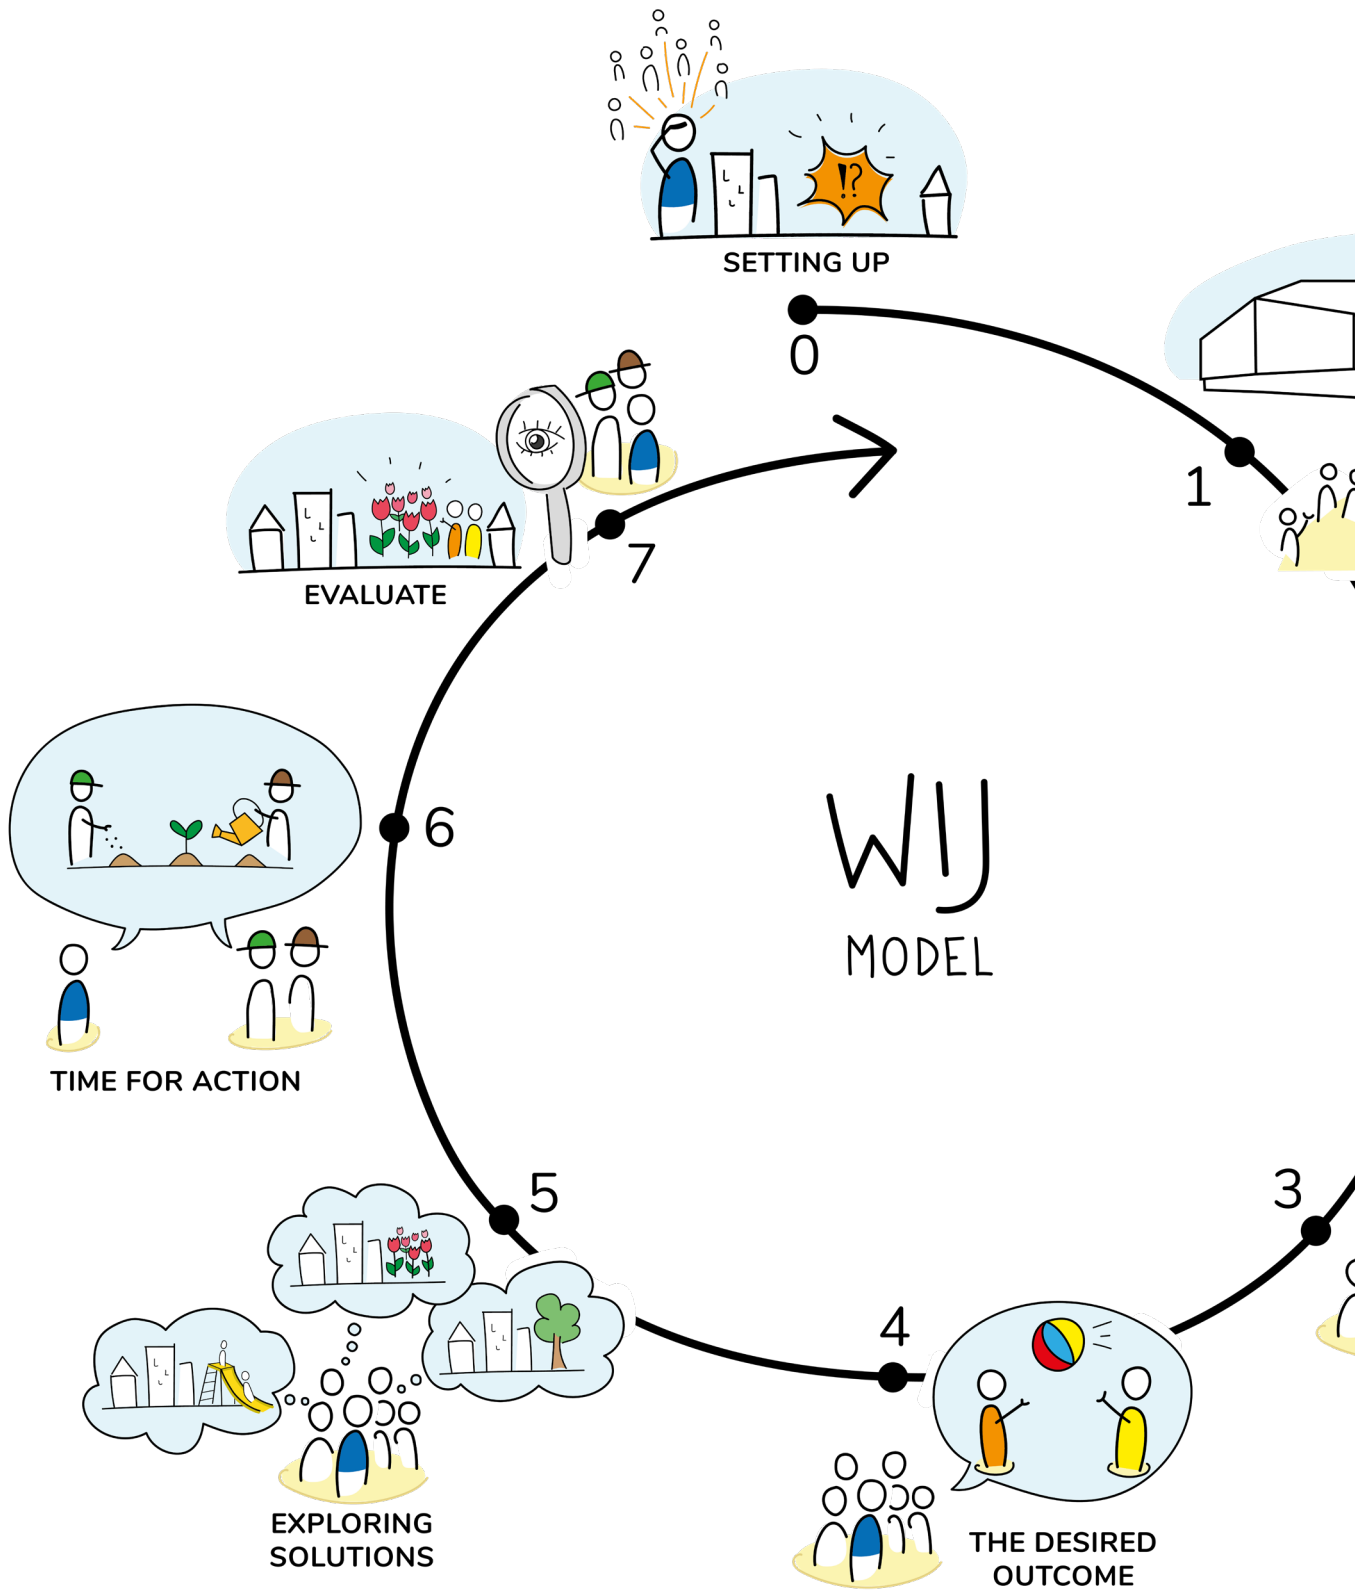 !?
SETTING UP
0
1
7
EVALUATE
6
WIJ
MODEL
TIME FOR ACTION
5
3
4
EXPLORING
SOLUTIONS
THE DESIRED
OUTCOME